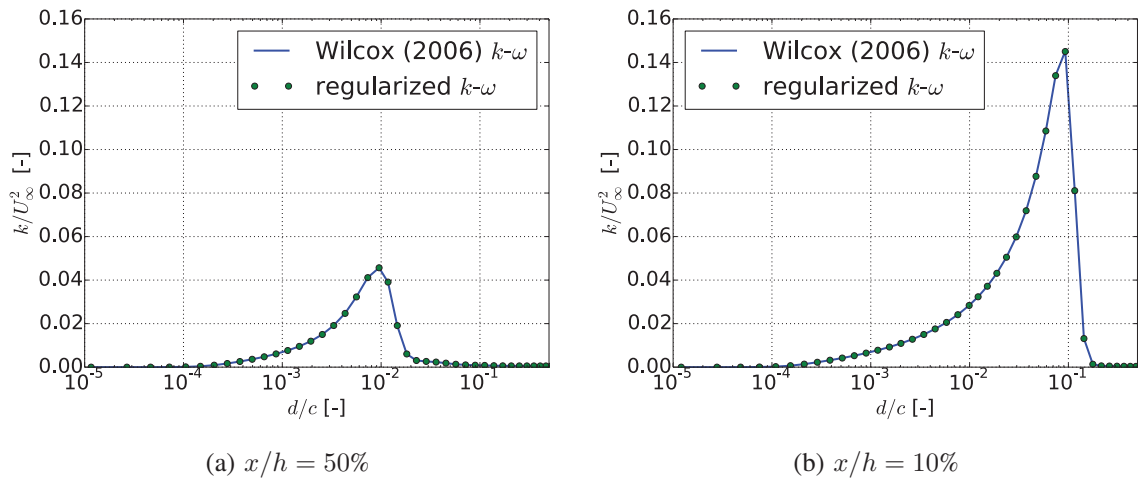 0.16
0.14
0.12
0.10
0.08
0.06
0.04
0.02
0.00
k/U∞² [-]
Wilcox (2006) k-ω
regularized k-ω
10⁻⁵ 10⁻⁴ 10⁻³ 10⁻² 10⁻¹
d/c [-]
(a) x/h = 50%
0.16
0.14
0.12
0.10
0.08
0.06
0.04
0.02
0.00
k/U∞² [-]
Wilcox (2006) k-ω
regularized k-ω
10⁻⁵ 10⁻⁴ 10⁻³ 10⁻² 10⁻¹
d/c [-]
(b) x/h = 10%